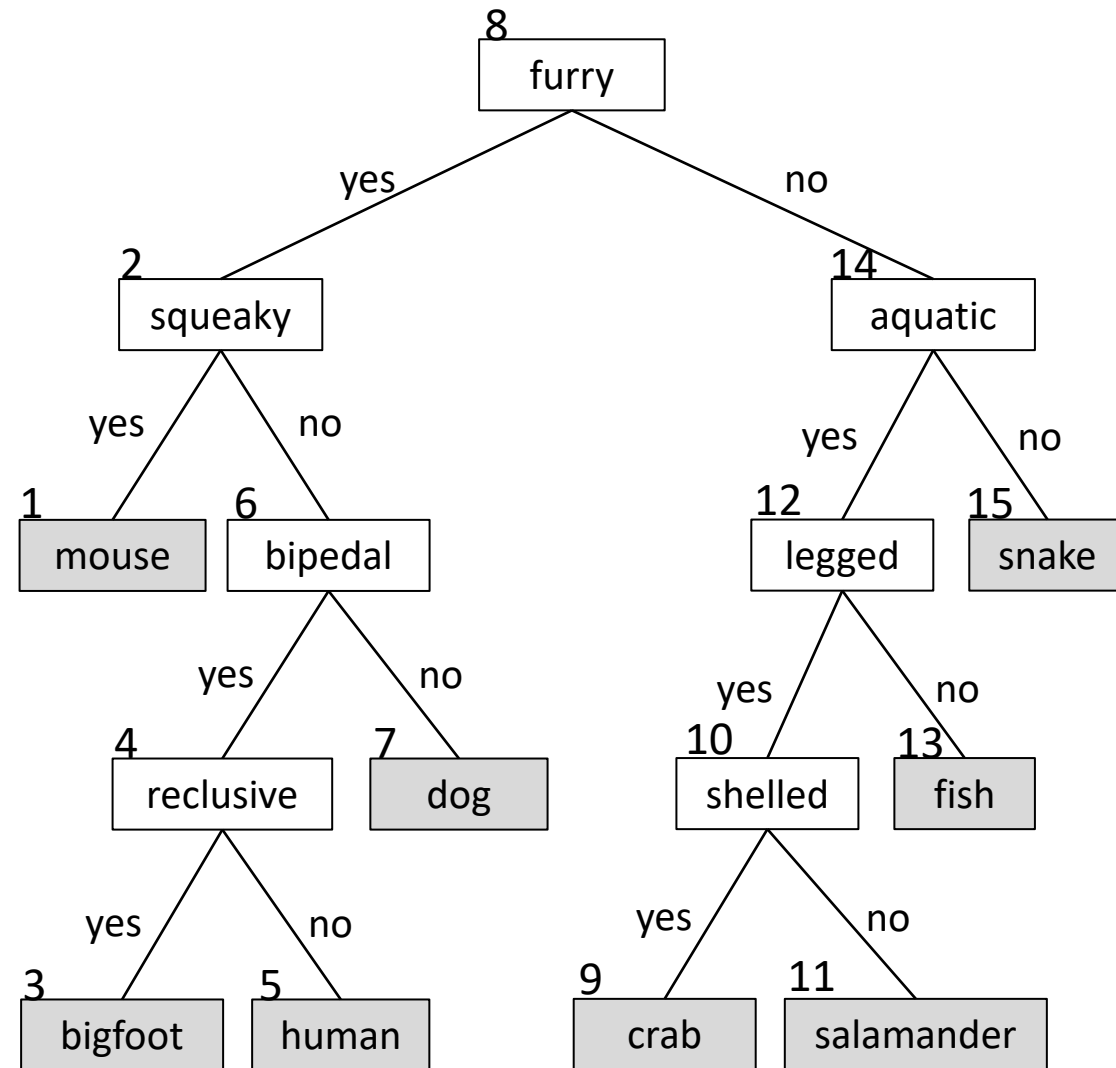 8
furry
yes
no
2
14
squeaky
aquatic
yes
no
yes
no
1
6
12
15
mouse
bipedal
legged
snake
yes
no
yes
no
4
7
10
13
reclusive
dog
shelled
fish
yes
no
yes
no
3
5
9
11
bigfoot
human
crab
salamander